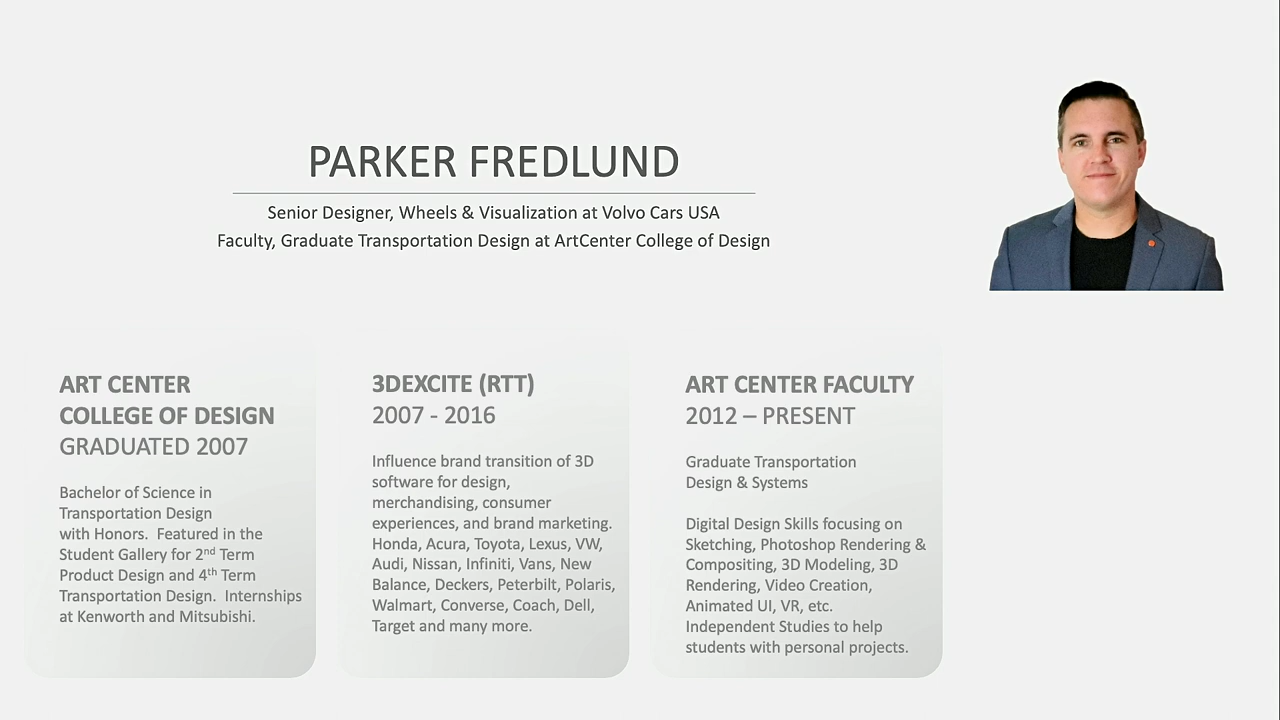 PARKER FREDLUND
Senior Designer, Wheels & Visualization at Volvo Cars USA
Faculty, Graduate Transportation Design at ArtCenter College of Design
ART CENTER
COLLEGE OF DESIGN
GRADUATED 2007
Bachelor of Science in
Transportation Design
with Honors.  Featured in the
Student Gallery for 2nd Term
Product Design and 4th Term
Transportation Design.  Internships
at Kenworth and Mitsubishi.
3DEXCITE (RTT)
2007 - 2016
Influence brand transition of 3D
software for design,
merchandising, consumer
experiences, and brand marketing.
Honda, Acura, Toyota, Lexus, VW,
Audi, Nissan, Infiniti, Vans, New
Balance, Deckers, Peterbilt, Polaris,
Walmart, Converse, Coach, Dell,
Target and many more.
ART CENTER FACULTY
2012 – PRESENT
Graduate Transportation
Design & Systems
Digital Design Skills focusing on
Sketching, Photoshop Rendering &
Compositing, 3D Modeling, 3D
Rendering, Video Creation,
Animated UI, VR, etc.
Independent Studies to help
students with personal projects.